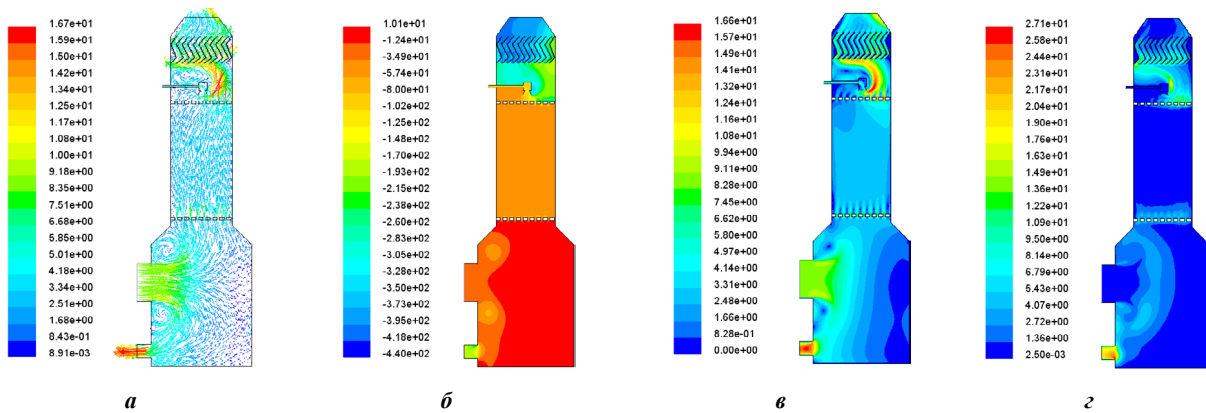 1.67e+01
1.59e+01
1.50e+01
1.42e+01
1.34e+01
1.25e+01
1.17e+01
1.08e+01
1.00e+01
9.18e+00
8.35e+00
7.51e+00
6.68e+00
5.85e+00
5.01e+00
4.18e+00
3.34e+00
2.51e+00
1.68e+00
8.43e-01
8.91e-03
1.01e+01
-1.24e+01
-3.49e+01
-5.74e+01
-8.00e+01
-1.02e+02
-1.25e+02
-1.48e+02
-1.70e+02
-1.93e+02
-2.15e+02
-2.38e+02
-2.60e+02
-2.83e+02
-3.05e+02
-3.28e+02
-3.50e+02
-3.73e+02
-3.95e+02
-4.18e+02
-4.40e+02
1.66e+01
1.57e+01
1.49e+01
1.41e+01
1.32e+01
1.24e+01
1.16e+01
1.08e+01
9.94e+00
9.11e+00
8.28e+00
7.45e+00
6.62e+00
5.80e+00
4.97e+00
4.14e+00
3.31e+00
2.48e+00
1.66e+00
8.28e-01
0.00e+00
2.71e+01
2.58e+01
2.44e+01
2.31e+01
2.17e+01
2.04e+01
1.90e+01
1.76e+01
1.63e+01
1.49e+01
1.36e+01
1.22e+01
1.09e+01
9.50e+00
8.14e+00
6.79e+00
5.43e+00
4.07e+00
2.72e+00
1.36e+00
2.50e-03
а
б
в
г